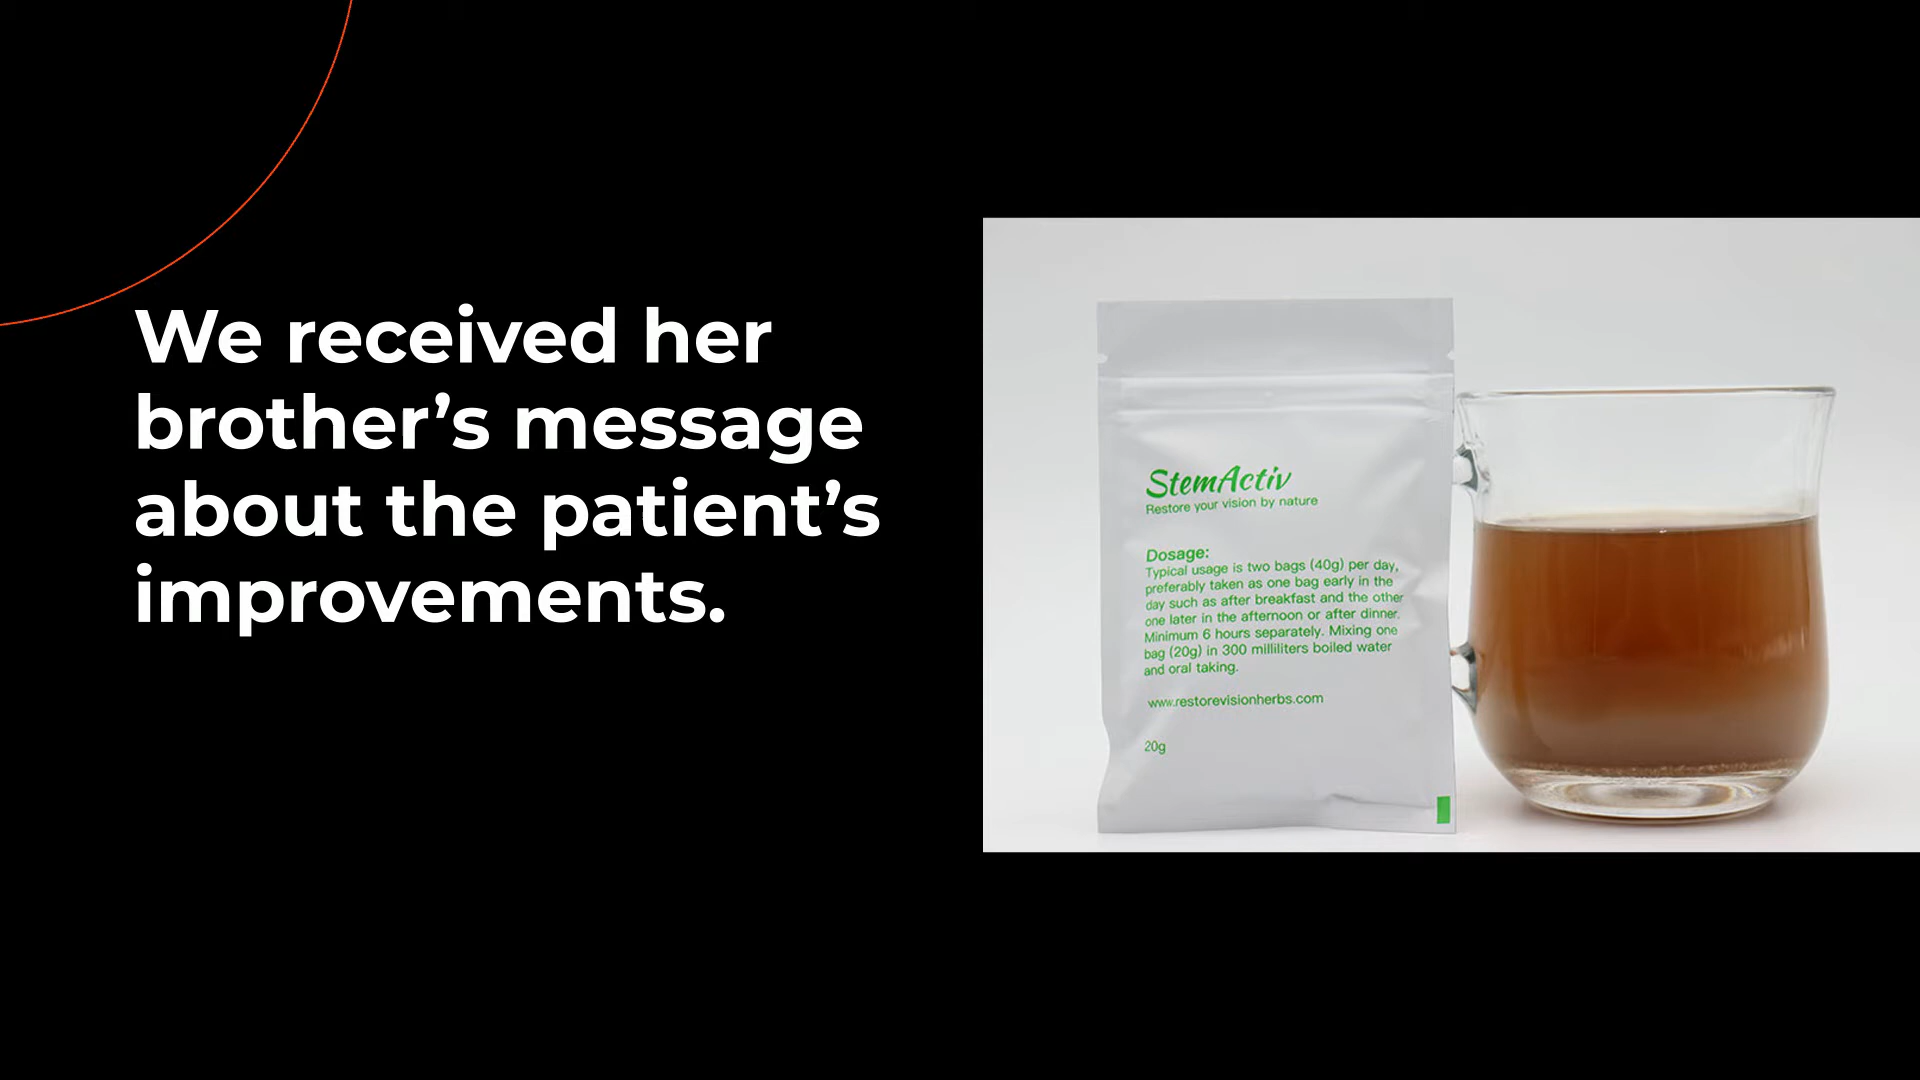 We received her
brother’s message
about the patient’s
improvements.
StemActiv
Restore your vision by nature
Dosage:
Typical usage is two bags (40g) per day,
preferably taken as one bag early in the
day such as after breakfast and the other
one later in the afternoon or after dinner.
Minimum 6 hours separately. Mixing one
bag (20g) in 300 milliliters boiled water
and oral taking.
www.restorevisionherbs.com
20g